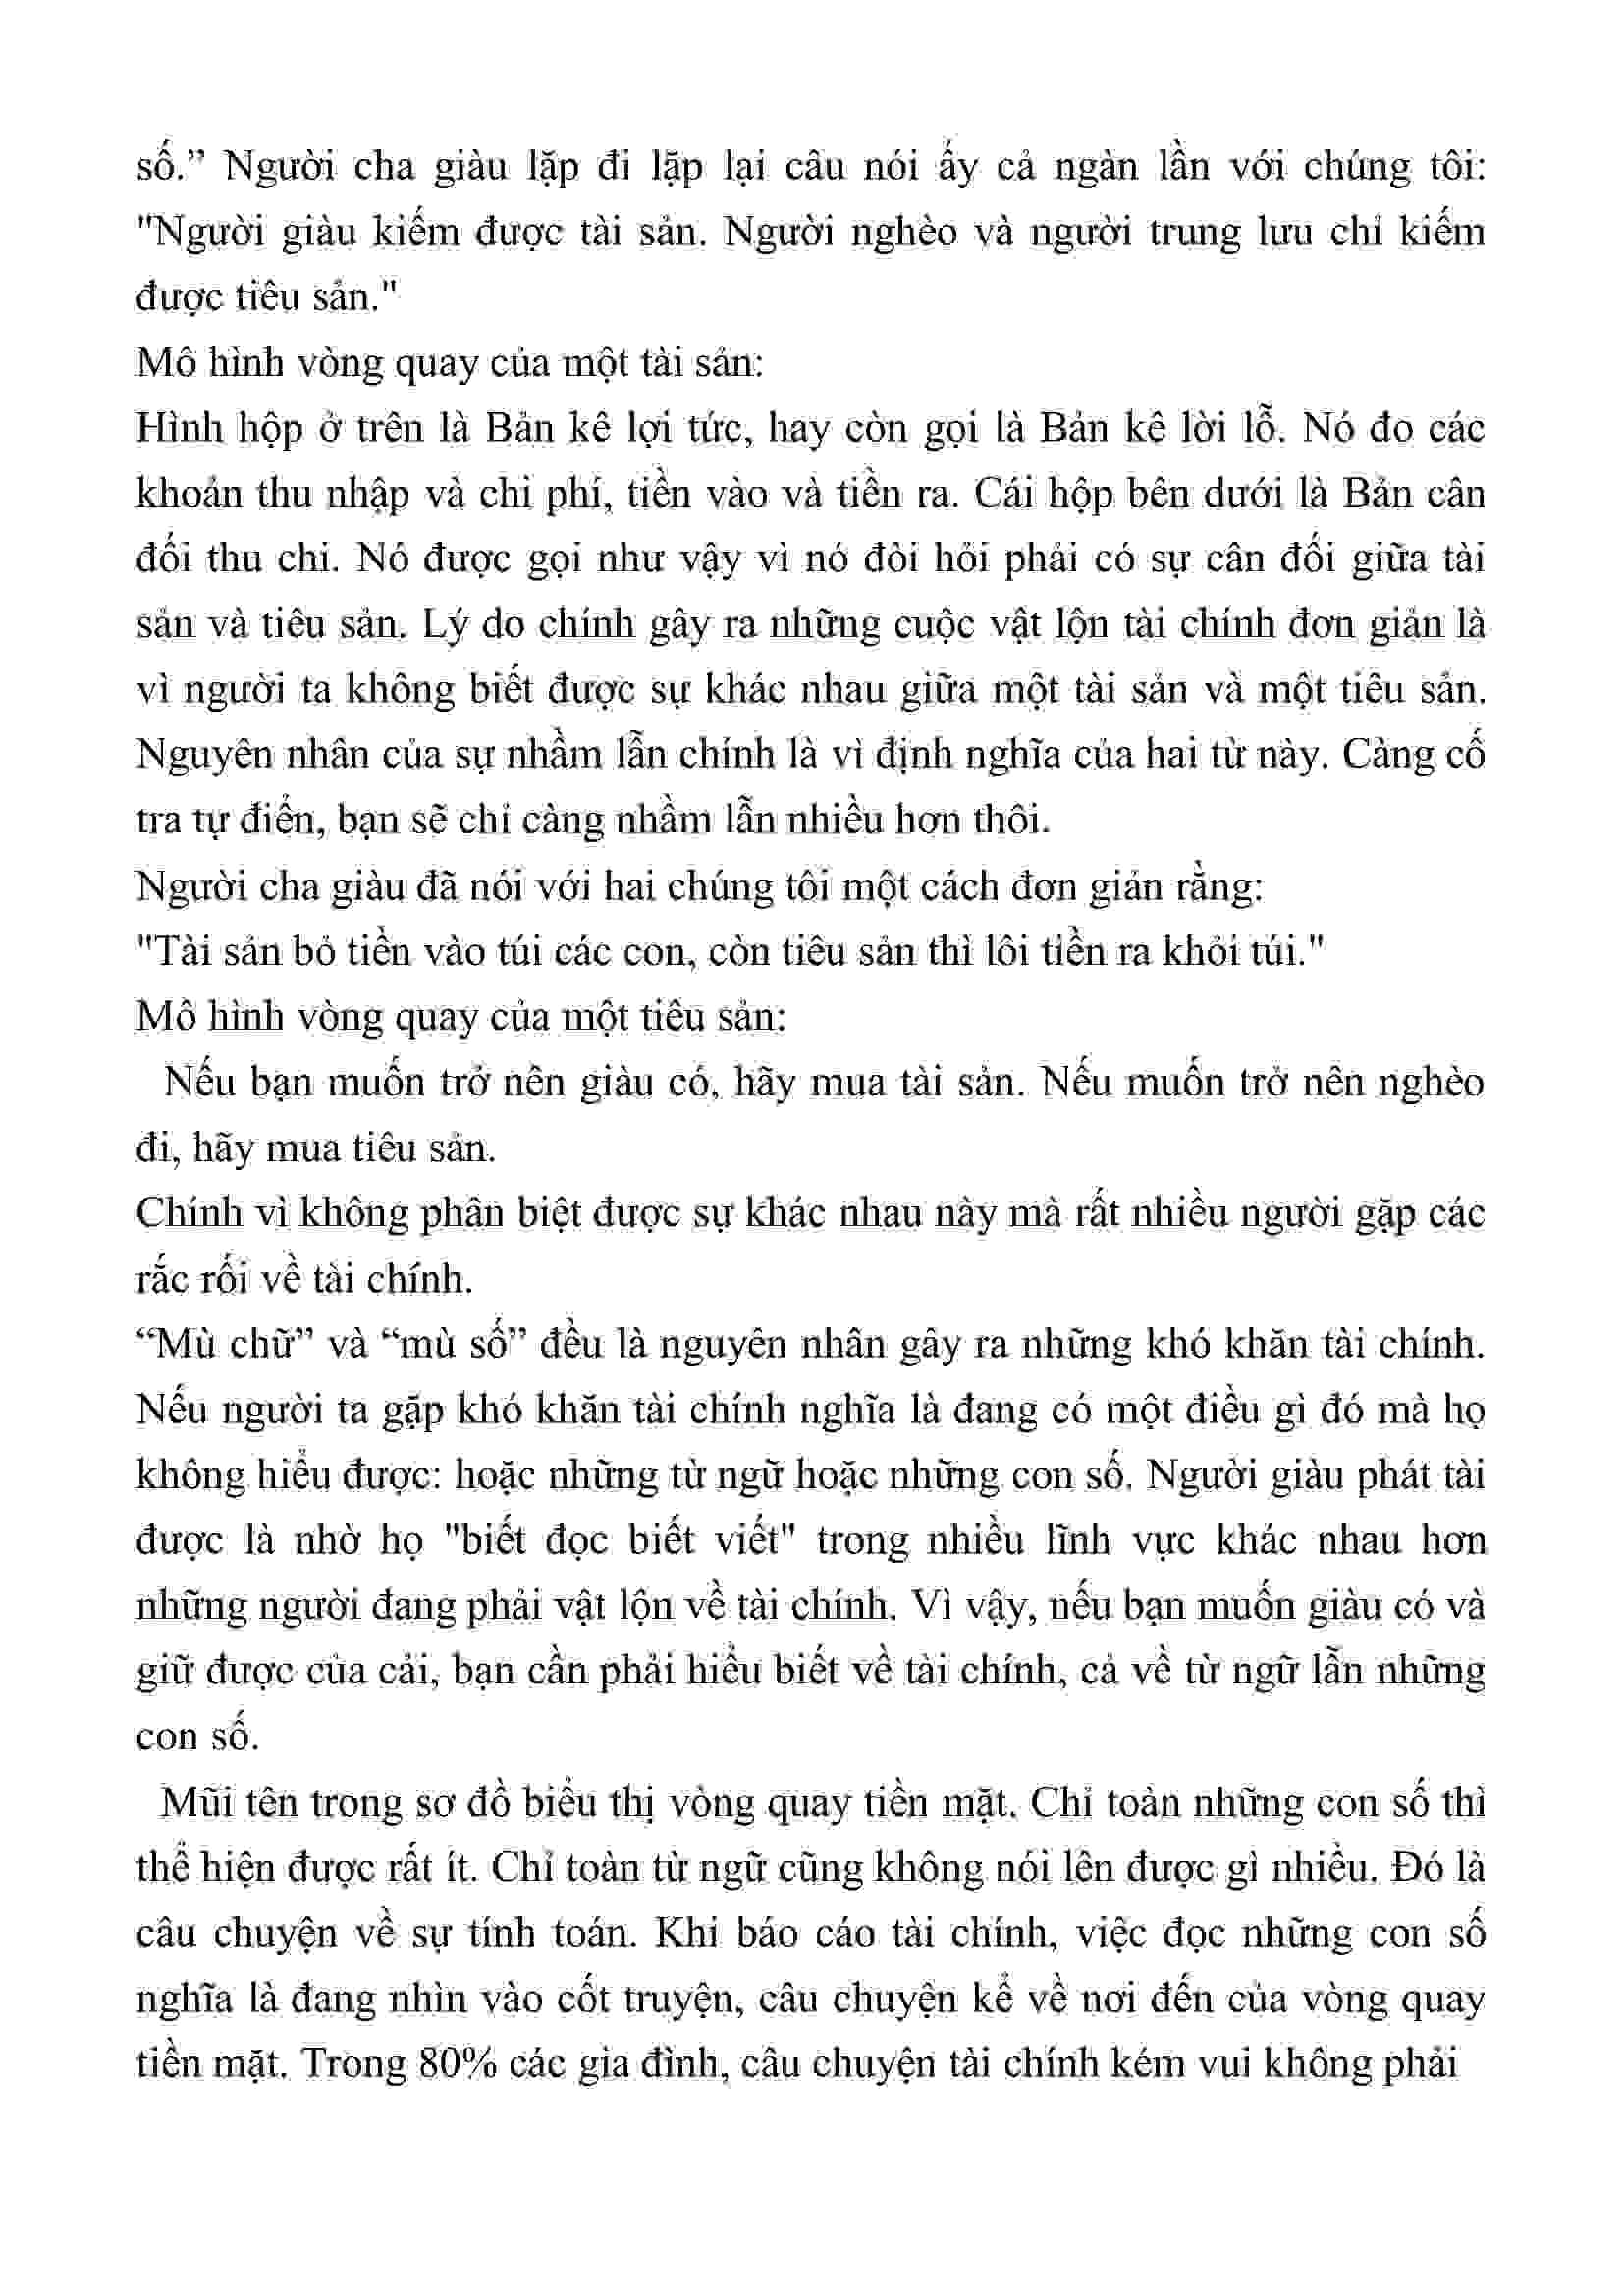 số.” Người cha giàu lặp đi lặp lại câu nói ấy cả ngàn lần với chúng tôi:
"Người giàu kiếm được tài sản. Người nghèo và người trung lưu chỉ kiếm
được tiêu sản."
Mô hình vòng quay của một tài sản:
Hình hộp ở trên là Bản kê lợi tức, hay còn gọi là Bản kê lời lỗ. Nó đo các
khoản thu nhập và chi phí, tiền vào và tiền ra. Cái hộp bên dưới là Bản cân
đối thu chi. Nó được gọi như vậy vì nó đòi hỏi phải có sự cân đối giữa tài
sản và tiêu sản. Lý do chính gây ra những cuộc vật lộn tài chính đơn giản là
vì người ta không biết được sự khác nhau giữa một tài sản và một tiêu sản.
Nguyên nhân của sự nhầm lẫn chính là vì định nghĩa của hai từ này. Càng cố
tra tự điển, bạn sẽ chỉ càng nhầm lẫn nhiều hơn thôi.
Người cha giàu đã nói với hai chúng tôi một cách đơn giản rằng:
"Tài sản bỏ tiền vào túi các con, còn tiêu sản thì lôi tiền ra khỏi túi."
Mô hình vòng quay của một tiêu sản:
Nếu bạn muốn trở nên giàu có, hãy mua tài sản. Nếu muốn trở nên nghèo
đi, hãy mua tiêu sản.
Chính vì không phân biệt được sự khác nhau này mà rất nhiều người gặp các
rắc rối về tài chính.
“Mù chữ” và “mù số” đều là nguyên nhân gây ra những khó khăn tài chính.
Nếu người ta gặp khó khăn tài chính nghĩa là đang có một điều gì đó mà họ
không hiểu được: hoặc những từ ngữ hoặc những con số. Người giàu phát tài
được là nhờ họ "biết đọc biết viết" trong nhiều lĩnh vực khác nhau hơn
những người đang phải vật lộn về tài chính. Vì vậy, nếu bạn muốn giàu có và
giữ được của cải, bạn cần phải hiểu biết về tài chính, cả về từ ngữ lẫn những
con số.
Mũi tên trong sơ đồ biểu thị vòng quay tiền mặt. Chỉ toàn những con số thì
thể hiện được rất ít. Chỉ toàn từ ngữ cũng không nói lên được gì nhiều. Đó là
câu chuyện về sự tính toán. Khi báo cáo tài chính, việc đọc những con số
nghĩa là đang nhìn vào cốt truyện, câu chuyện kể về nơi đến của vòng quay
tiền mặt. Trong 80% các gia đình, câu chuyện tài chính kém vui không phải